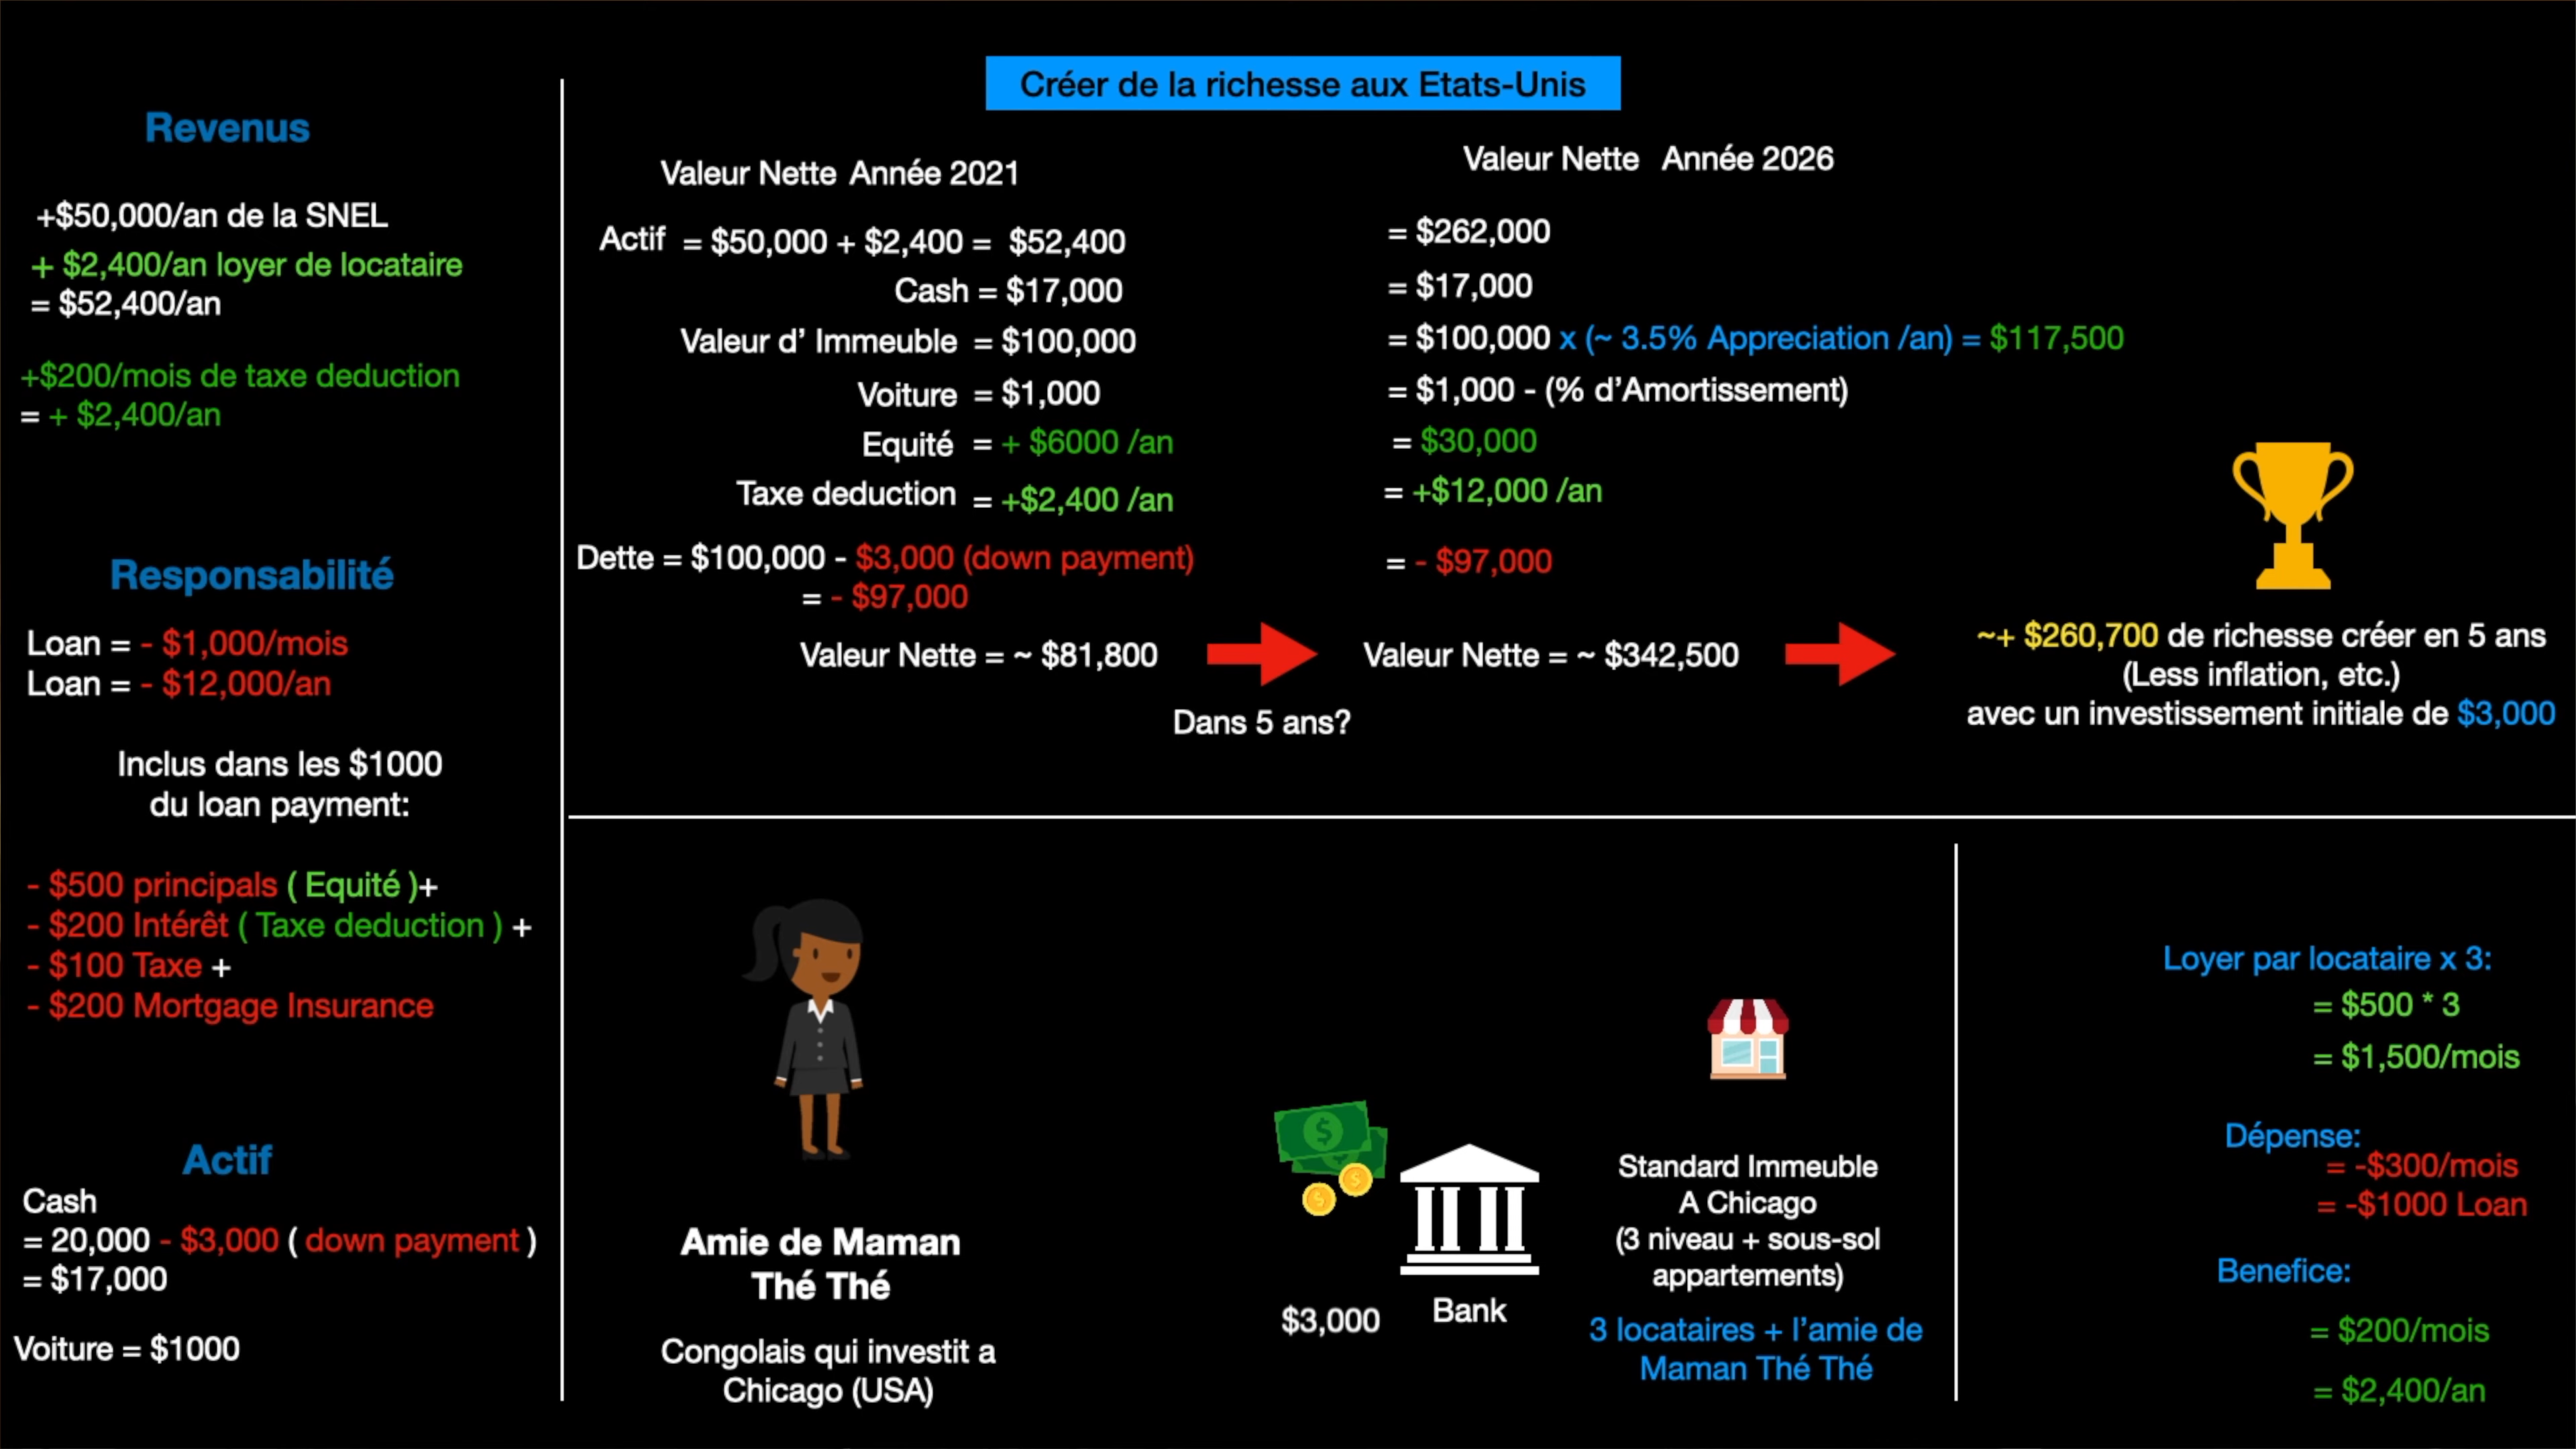 Créer de la richesse aux Etats-Unis
Revenus
+$50,000/an de la SNEL
+ $2,400/an loyer de locataire
= $52,400/an
+$200/mois de taxe deduction
= + $2,400/an
Responsabilité
Loan = - $1,000/mois
Loan = - $12,000/an
Inclus dans les $1000
du loan payment:
- $500 principals ( Equité )+
- $200 Intérêt ( Taxe deduction ) +
- $100 Taxe +
- $200 Mortgage Insurance
Actif
Cash
= 20,000 - $3,000 ( down payment )
= $17,000
Voiture = $1000
Valeur Nette Année 2021
Actif = $50,000 + $2,400 = $52,400
Cash = $17,000
Valeur d’ Immeuble = $100,000
Voiture = $1,000
Equité = + $6000 /an
Taxe deduction = +$2,400 /an
Dette = $100,000 - $3,000 (down payment)
= - $97,000
Valeur Nette = ~ $81,800
Dans 5 ans?
Valeur Nette Année 2026
= $262,000
= $17,000
= $100,000 x (~ 3.5% Appreciation /an) = $117,500
= $1,000 - (% d’Amortissement)
= $30,000
= +$12,000 /an
= - $97,000
Valeur Nette = ~ $342,500
~+ $260,700 de richesse créer en 5 ans
(Less inflation, etc.)
avec un investissement initiale de $3,000
Amie de Maman
Thé Thé
Congolais qui investit a
Chicago (USA)
$3,000
Bank
Standard Immeuble
A Chicago
(3 niveau + sous-sol
appartements)
3 locataires + l’amie de
Maman Thé Thé
Loyer par locataire x 3:
= $500 * 3
= $1,500/mois
Dépense:
= -$300/mois
= -$1000 Loan
Benefice:
= $200/mois
= $2,400/an